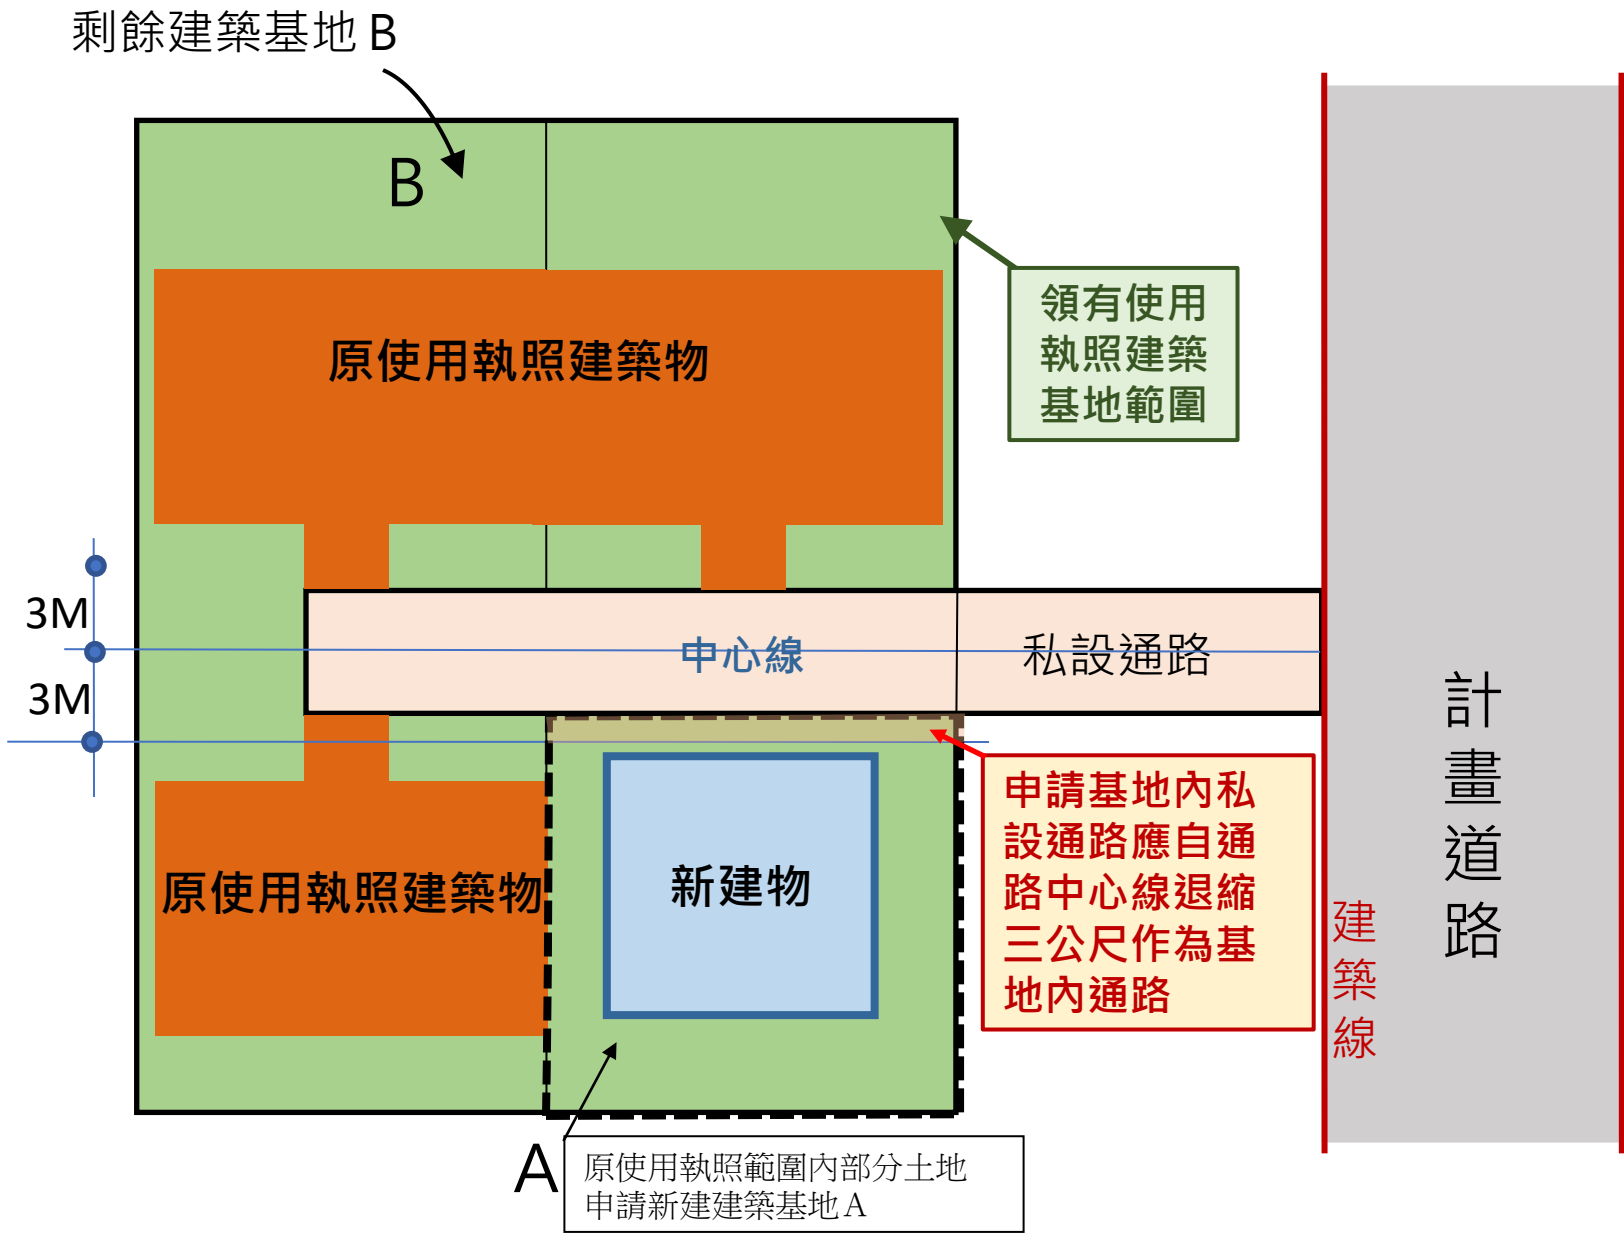 剩餘建築基地 B
B
領有使用
執照建築
基地範圍
原使用執照建築物
3M
中心線
私設通路
3M
計畫道路
申請基地內私
設通路應自通
路中心線退縮
三公尺作為基
地內通路
原使用執照建築物
新建物
建築線
A
原使用執照範圍內部分土地
申請新建建築基地A